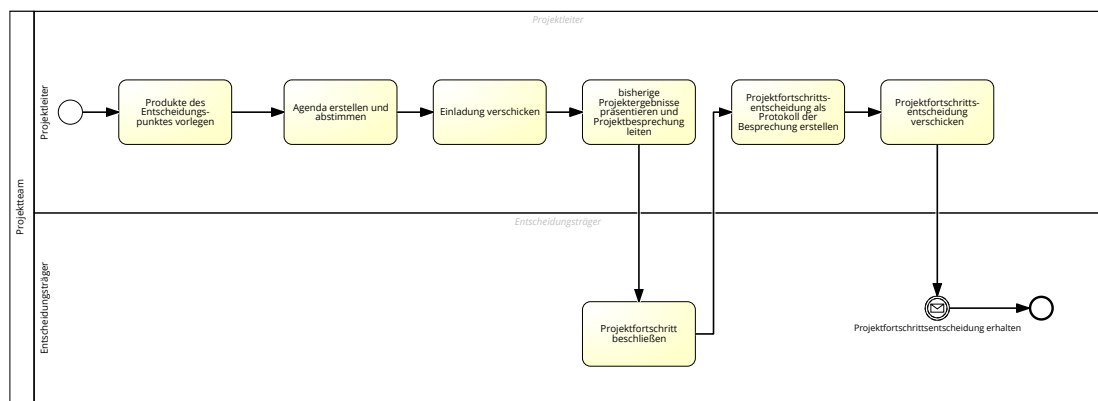 Projektleiter
Projektteam
Projektleiter
Produkte des
Entscheidungs-
punktes vorlegen
Agenda erstellen und
abstimmen
Einladung verschicken
bisherige
Projektergebnisse
präsentieren und
Projektbesprechung
leiten
Projektfortschritts-
entscheidung als
Protokoll der
Besprechung erstellen
Projektfortschritts-
entscheidung
verschicken
Entscheidungsträger
Entscheidungsträger
Projektfortschritt
beschließen
Projektfortschrittsentscheidung erhalten